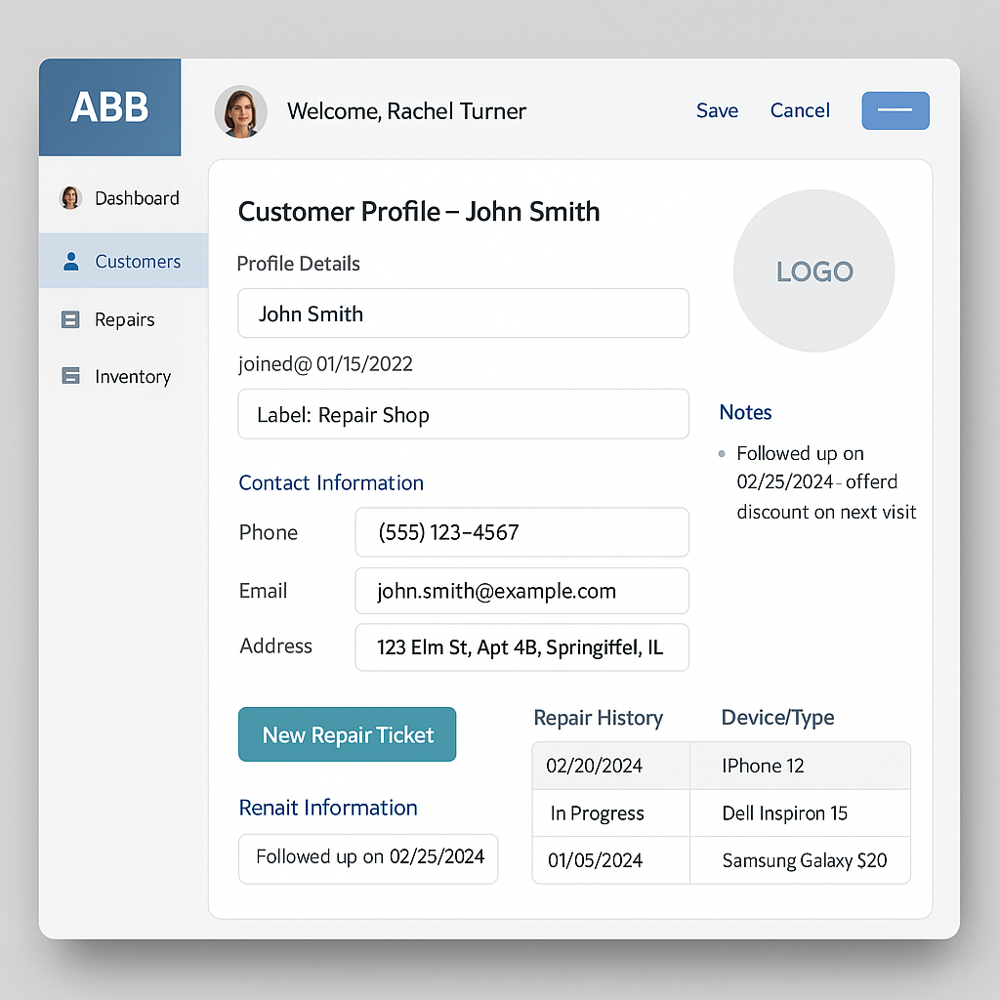 ABB
Welcome, Rachel Turner
Save
Cancel
Dashboard
Customers
Repairs
Inventory
Customer Profile – John Smith
LOGO
Profile Details
John Smith
joined@ 01/15/2022
Label: Repair Shop
Notes
Followed up on
02/25/2024 - offerd
discount on next visit
Contact Information
Phone
(555) 123–4567
Email
john.smith@example.com
Address
123 Elm St, Apt 4B, Springiffel, IL
New Repair Ticket
Renait Information
Followed up on 02/25/2024
Repair History
Device/Type
02/20/2024
IPhone 12
In Progress
Dell Inspiron 15
01/05/2024
Samsung Galaxy $20